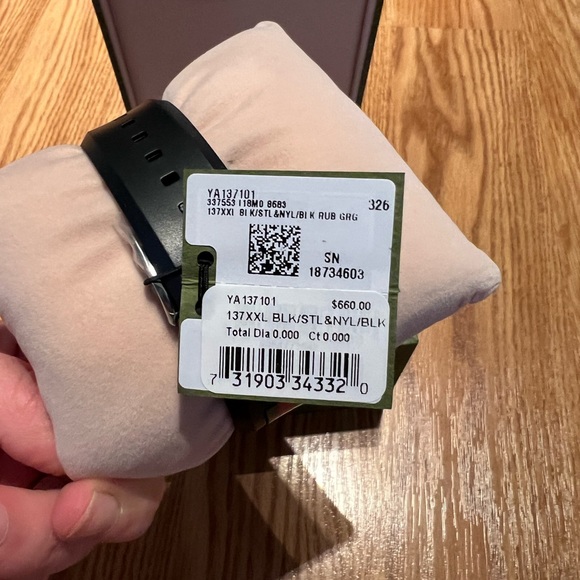 YA137101
337553 I18M0 8683
326
137XXL BLK/STL&NYL/BLK RUB GRG
SN
18734603
YA137101 $660.00
137XXL BLK/STL&NYL/BLK
Total Dia 0.000 Ct 0.000
7 31903 34332 0